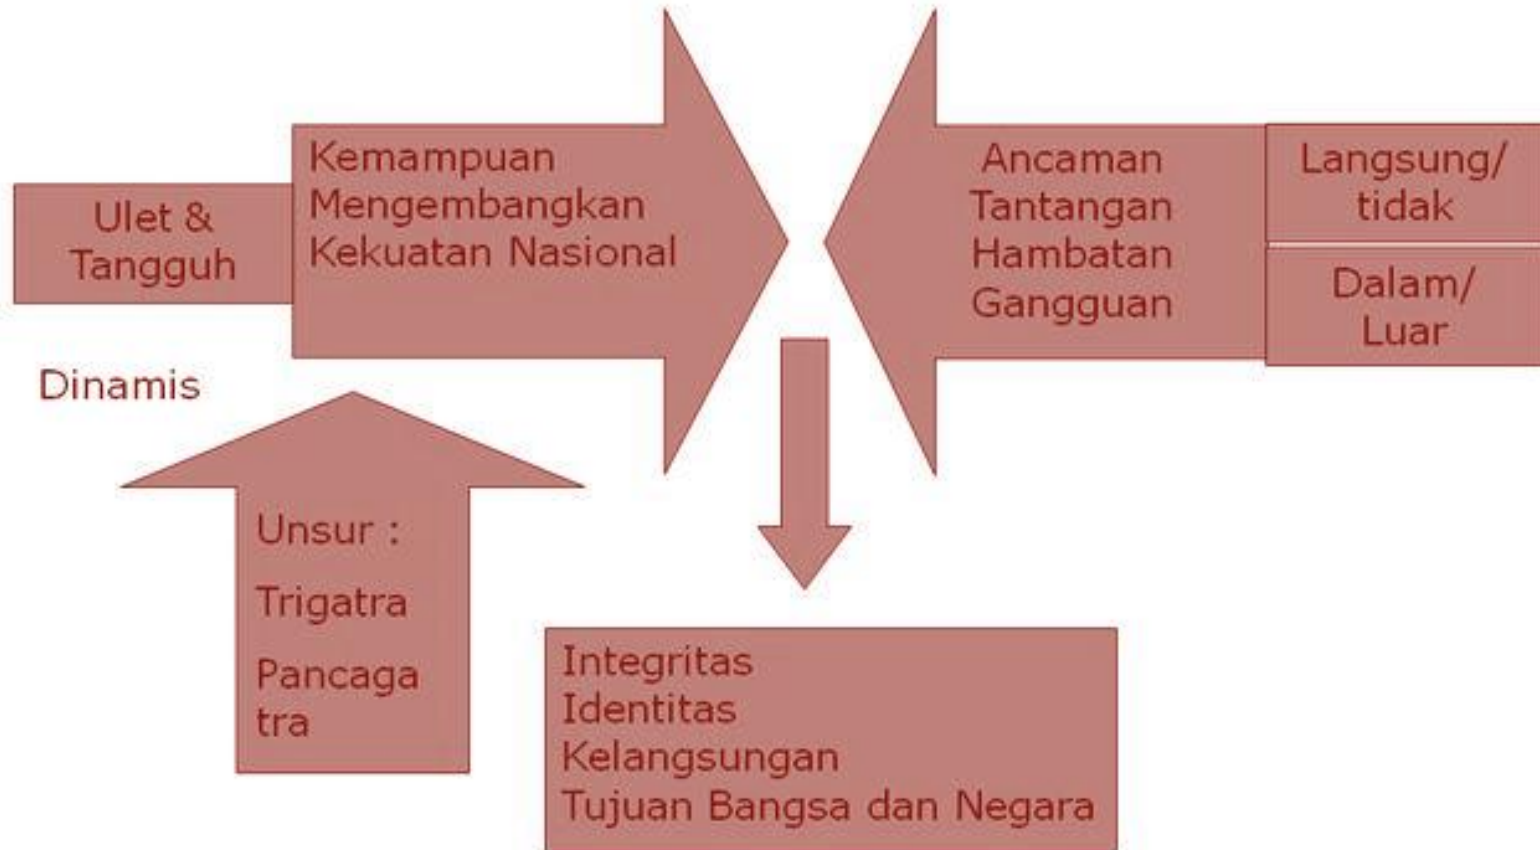 Ulet &
Tangguh
Kemampuan
Mengembangkan
Kekuatan Nasional
Ancaman
Tantangan
Hambatan
Gangguan
Langsung/
tidak
Dalam/
Luar
Dinamis
Unsur :
Trigatra
Pancaga
tra
Integritas
Identitas
Kelangsungan
Tujuan Bangsa dan Negara